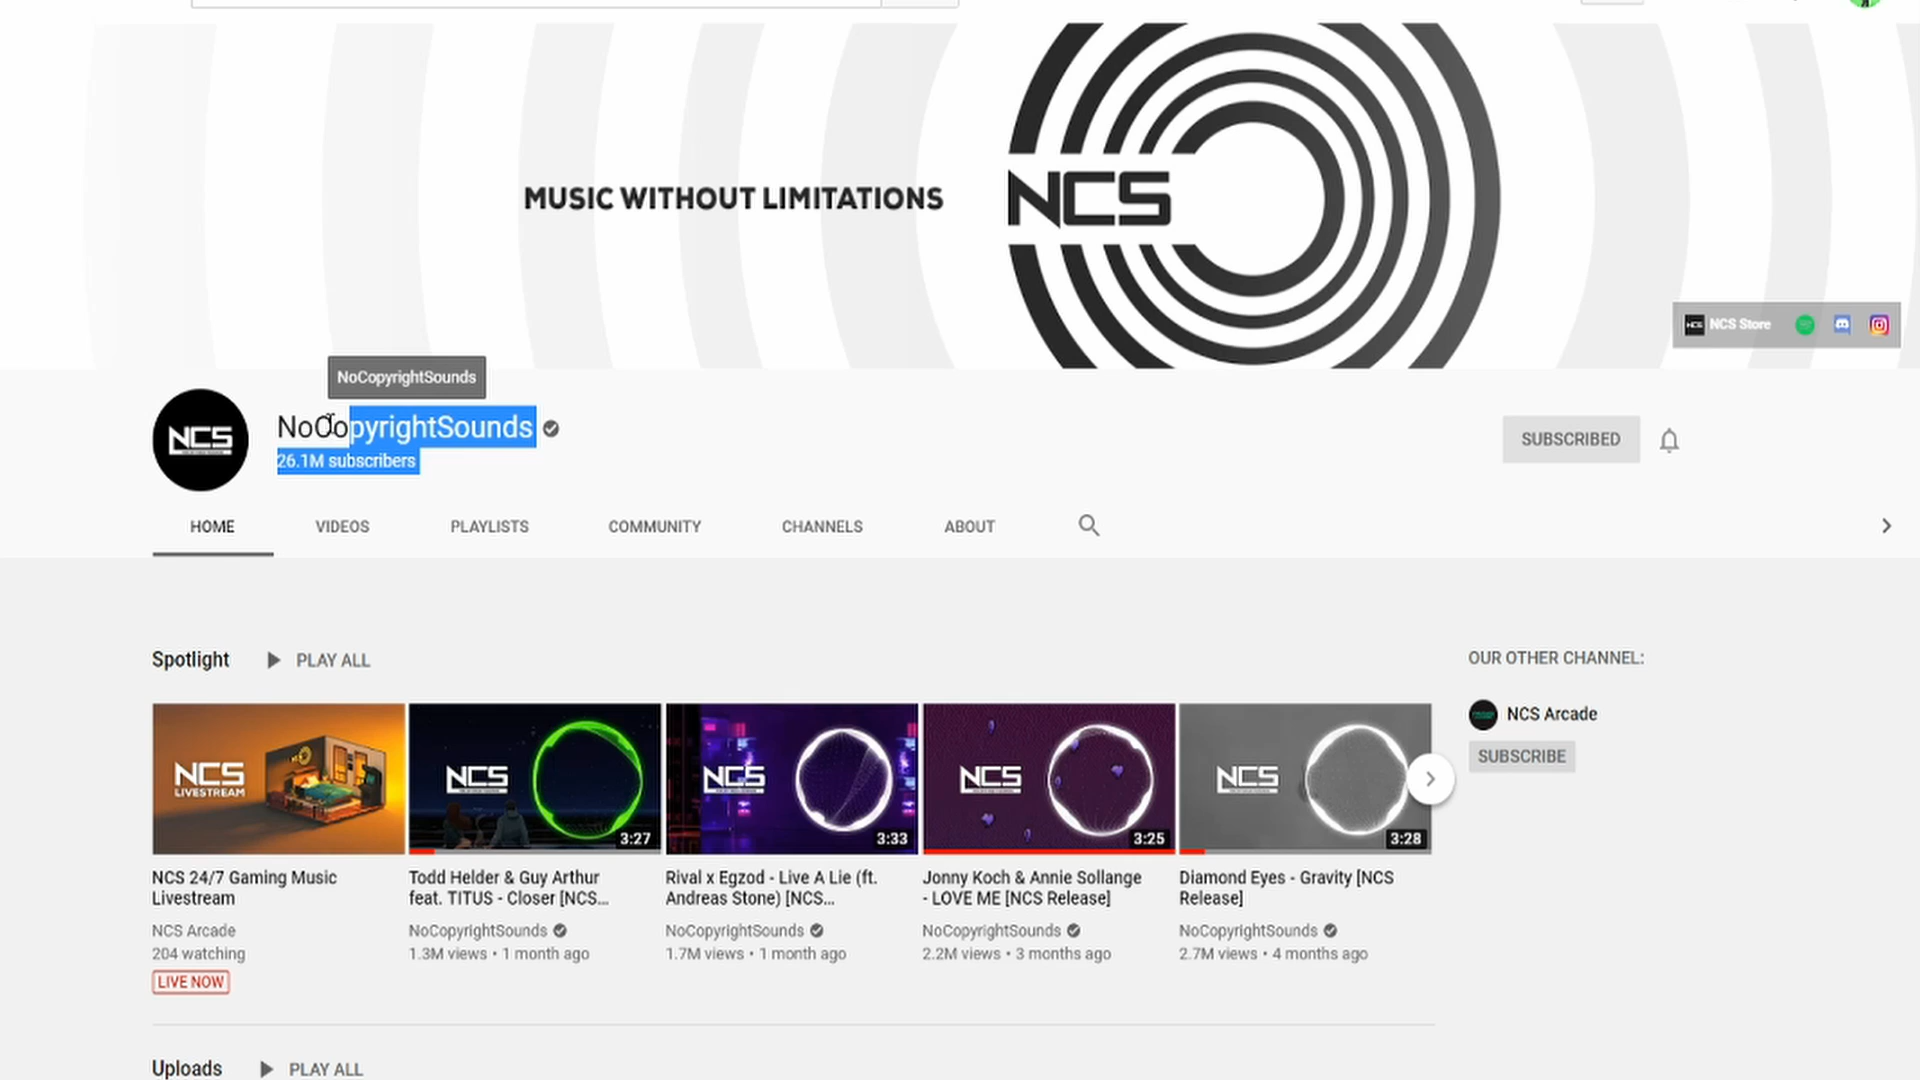 MUSIC WITHOUT LIMITATIONS
NCS
NCS
NCS Store
NoCopyrightSounds
NCS
NoCopyrightSounds
26.1M subscribers
SUBSCRIBED
HOME
VIDEOS
PLAYLISTS
COMMUNITY
CHANNELS
ABOUT
Spotlight
PLAY ALL
OUR OTHER CHANNEL:
NCS Arcade
SUBSCRIBE
NCS
LIVESTREAM
NCS
3:27
NCS
3:33
NCS
3:25
NCS
3:28
NCS 24/7 Gaming Music
Livestream
NCS Arcade
204 watching
LIVE NOW
Todd Helder & Guy Arthur
feat. TITUS - Closer [NCS...
NoCopyrightSounds
1.3M views • 1 month ago
Rival x Egzod - Live A Lie (ft.
Andreas Stone) [NCS...
NoCopyrightSounds
1.7M views • 1 month ago
Jonny Koch & Annie Sollange
- LOVE ME [NCS Release]
NoCopyrightSounds
2.2M views • 3 months ago
Diamond Eyes - Gravity [NCS
Release]
NoCopyrightSounds
2.7M views • 4 months ago
Uploads
PLAY ALL